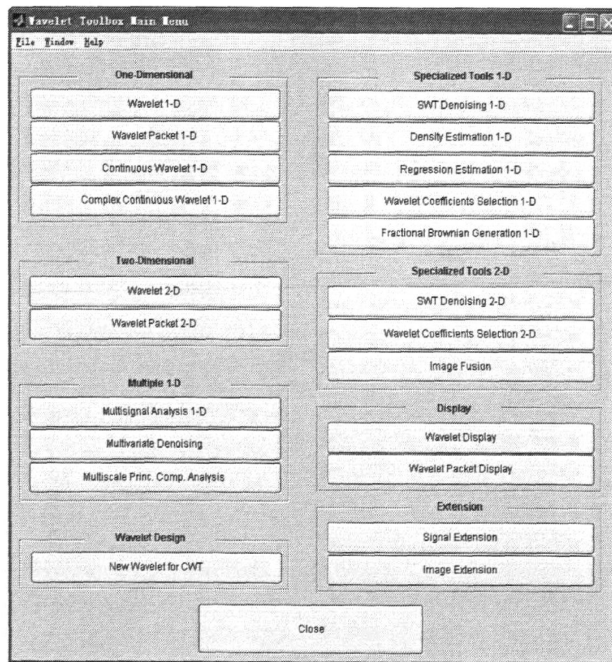 Wavelet Toolbox Main Menu
File Window Help
One-Dimensional
Wavelet 1-D
Wavelet Packet 1-D
Continuous Wavelet 1-D
Complex Continuous Wavelet 1-D
Two-Dimensional
Wavelet 2-D
Wavelet Packet 2-D
Multiple 1-D
Multisignal Analysis 1-D
Multivariate Denoising
Multiscale Princ. Comp. Analysis
Wavelet Design
New Wavelet for CWT
Specialized Tools 1-D
SWT Denoising 1-D
Density Estimation 1-D
Regression Estimation 1-D
Wavelet Coefficients Selection 1-D
Fractional Brownian Generation 1-D
Specialized Tools 2-D
SWT Denoising 2-D
Wavelet Coefficients Selection 2-D
Image Fusion
Display
Wavelet Display
Wavelet Packet Display
Extension
Signal Extension
Image Extension
Close